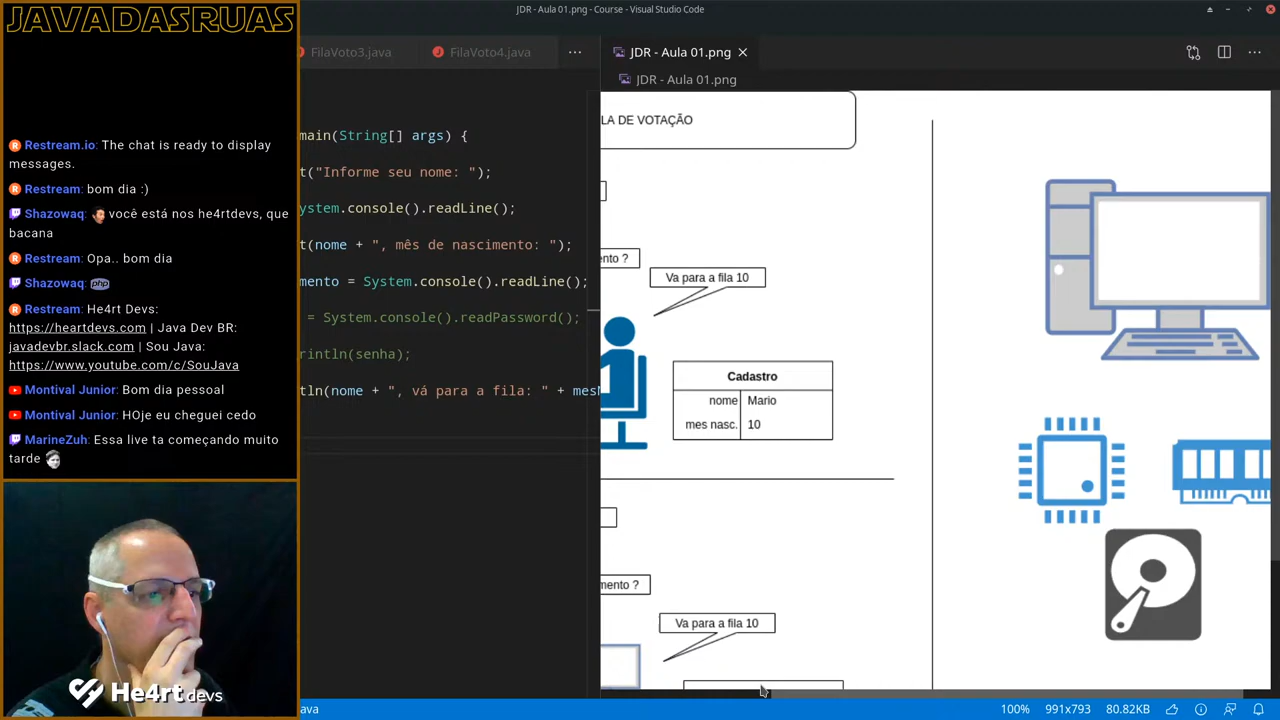 JAVADASRUAS
Restream.io: The chat is ready to display
messages.
Restream: bom dia :)
Shazowaq: você está nos he4rtdevs, que
bacana
Restream: Opa.. bom dia
Shazowaq: php
Restream: He4rt Devs:
https://heartdevs.com | Java Dev BR:
javadevbr.slack.com | Sou Java:
https://www.youtube.com/c/SouJava
Montival Junior: Bom dia pessoal
Montival Junior: HOje eu cheguei cedo
MarineZuh: Essa live ta começando muito
tarde
He4rt devs
JDR - Aula 01.png - Course - Visual Studio Code
FilaVoto3.java
FilaVoto4.java
main(String[] args) {
t("Informe seu nome: ");
ystem.console().readLine();
t(nome + ", mês de nascimento: ");
mento = System.console().readLine();
= System.console().readPassword();
rintln(senha);
tln(nome + ", vá para a fila: " + mes
ava
JDR - Aula 01.png
JDR - Aula 01.png
LA DE VOTAÇÃO
ento ?
Va para a fila 10
Cadastro
nome Mario
mes nasc. 10
mento ?
Va para a fila 10
100% 991x793 80.82KB